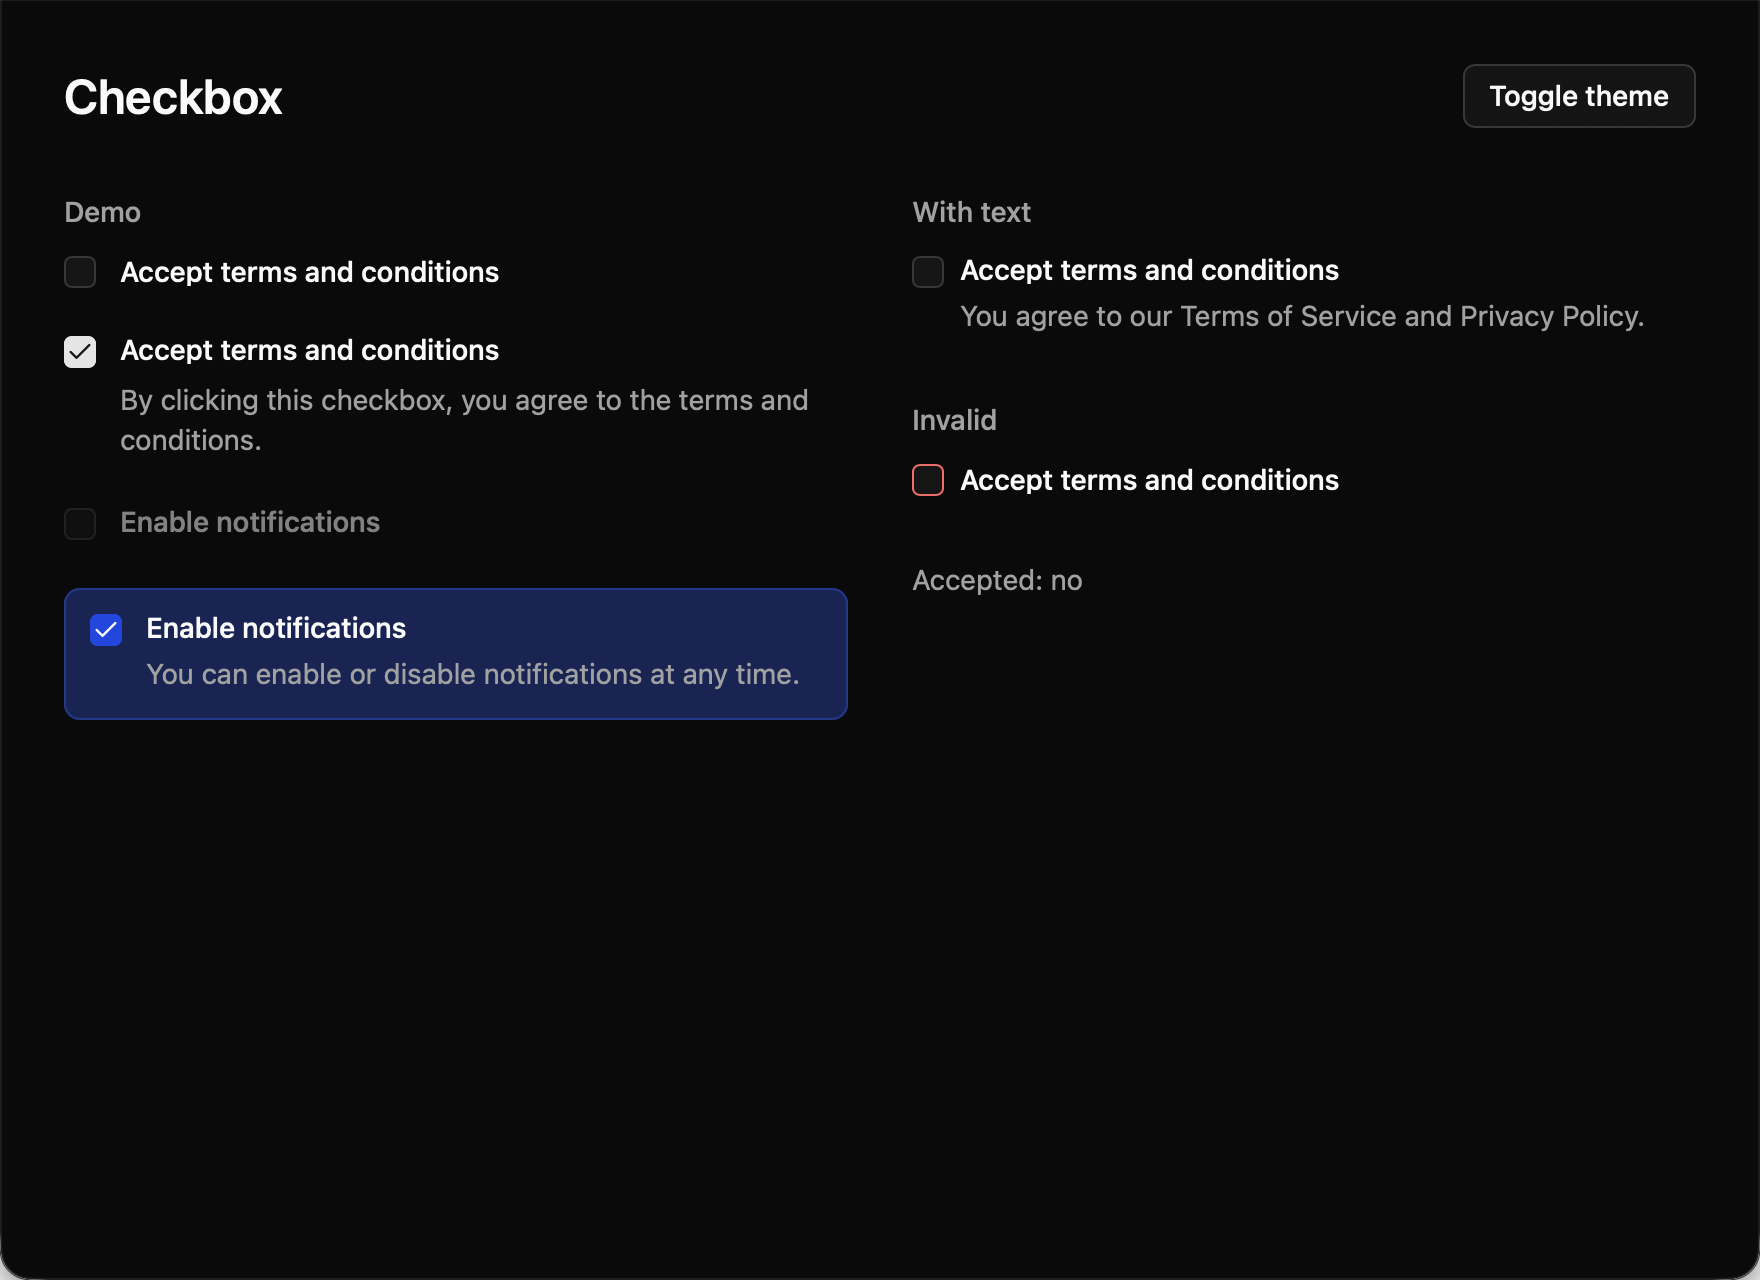 Checkbox
Toggle theme
Demo
Accept terms and conditions
Accept terms and conditions
By clicking this checkbox, you agree to the terms and
conditions.
Enable notifications
Enable notifications
You can enable or disable notifications at any time.
With text
Accept terms and conditions
You agree to our Terms of Service and Privacy Policy.
Invalid
Accept terms and conditions
Accepted: no